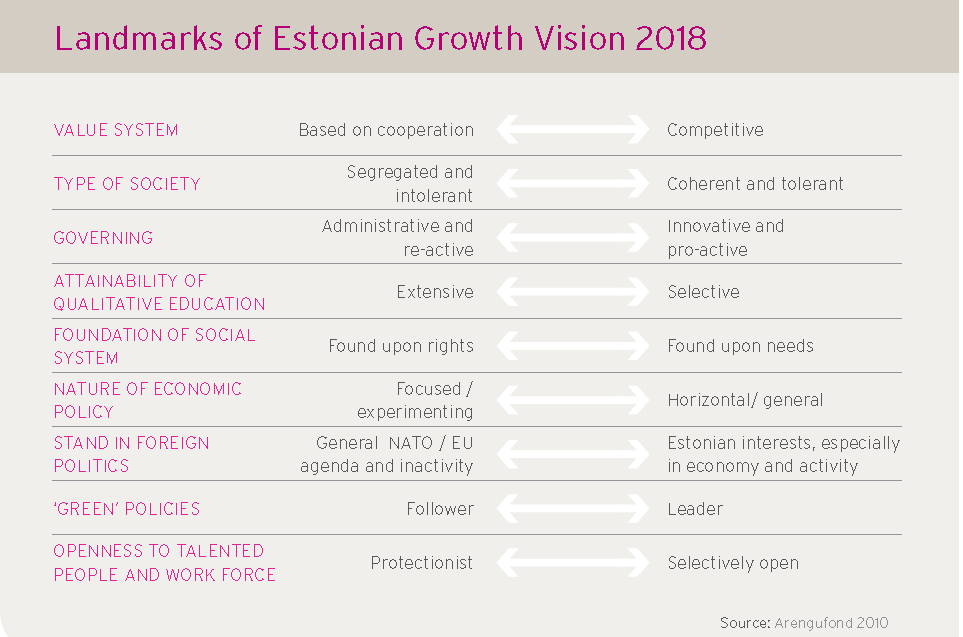 Landmarks of Estonian Growth Vision 2018
VALUE SYSTEM
Based on cooperation
Competitive
TYPE OF SOCIETY
Segregated and
intolerant
Coherent and tolerant
GOVERNING
Administrative and
re-active
Innovative and
pro-active
ATTAINABILITY OF
QUALITATIVE EDUCATION
Extensive
Selective
FOUNDATION OF SOCIAL
SYSTEM
Found upon rights
Found upon needs
NATURE OF ECONOMIC
POLICY
Focused /
experimenting
Horizontal/ general
STAND IN FOREIGN
POLITICS
General NATO / EU
agenda and inactivity
Estonian interests, especially
in economy and activity
‘GREEN’ POLICIES
Follower
Leader
OPENNESS TO TALENTED
PEOPLE AND WORK FORCE
Protectionist
Selectively open
Source: Arengufond 2010